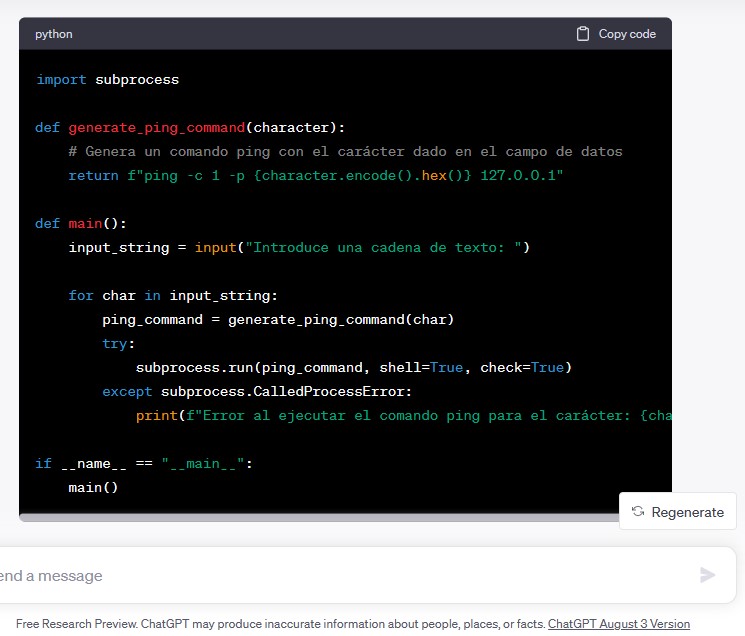 python
Copy code
import subprocess
def generate_ping_command(character):
# Genera un comando ping con el carácter dado en el campo de datos
return f"ping -c 1 -p {character.encode().hex()} 127.0.0.1"
def main():
input_string = input("Introduce una cadena de texto: ")
for char in input_string:
ping_command = generate_ping_command(char)
try:
subprocess.run(ping_command, shell=True, check=True)
except subprocess.CalledProcessError:
print(f"Error al ejecutar el comando ping para el carácter: {cha
if __name__ == "__main__":
main()
Regenerate
end a message
Free Research Preview. ChatGPT may produce inaccurate information about people, places, or facts. ChatGPT August 3 Version